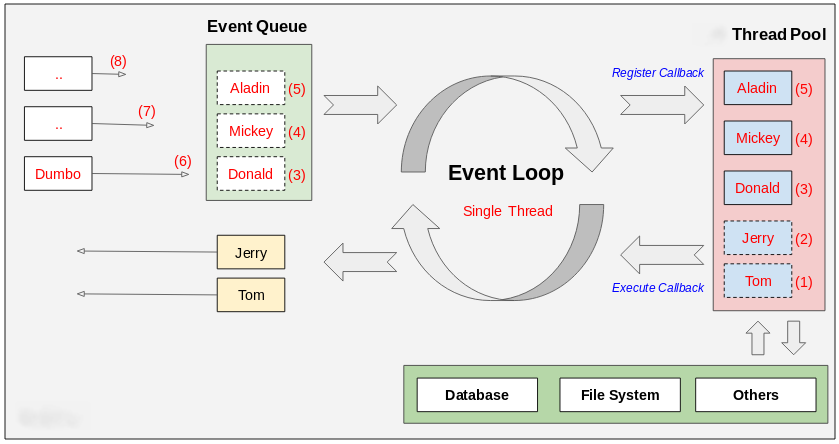 Event Queue
Thread Pool
.. (8)
.. (7)
Dumbo (6)
Aladin (5)
Mickey (4)
Donald (3)
Jerry
Tom
Event Loop
Single Thread
Register Callback
Execute Callback
Aladin (5)
Mickey (4)
Donald (3)
Jerry (2)
Tom (1)
Database
File System
Others